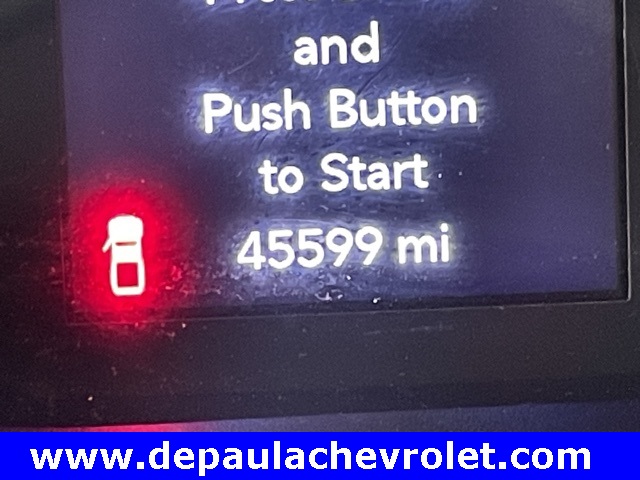 and
Push Button
to Start
45599 mi
www.depaulachevrolet.com